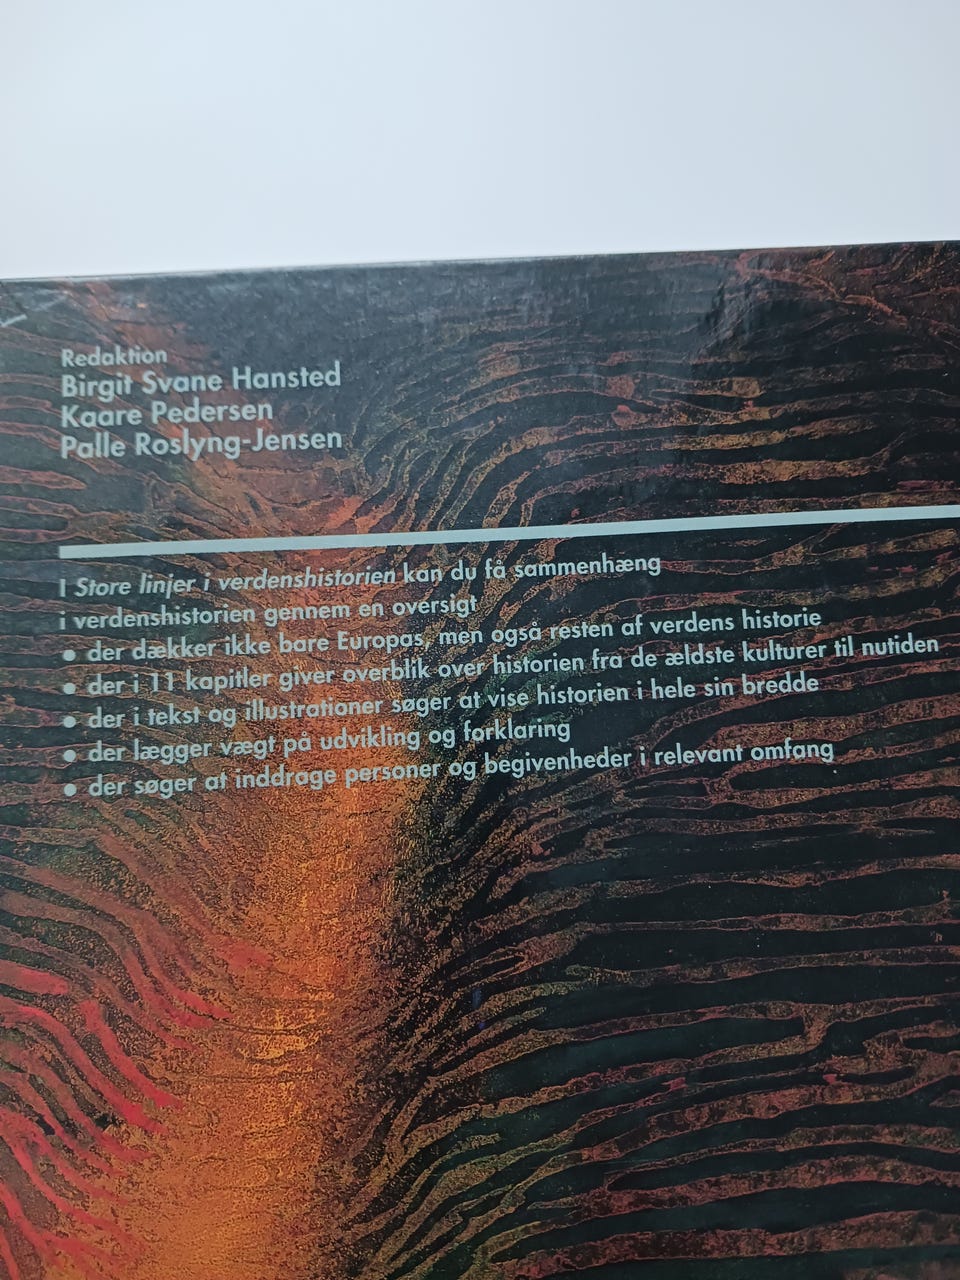 Redaktion
Birgit Svane Hansted
Kaare Pedersen
Palle Roslyng-Jensen
I Store linjer i verdenshistorien kan du få sammenhæng
i verdenshistorien gennem en oversigt
● der dækker ikke bare Europas, men også resten af verdens historie
● der i 11 kapitler giver overblik over historien fra de ældste kulturer til nutiden
● der i tekst og illustrationer søger at vise historien i hele sin bredde
● der lægger vægt på udvikling og forklaring
● der søger at inddrage personer og begivenheder i relevant omfang